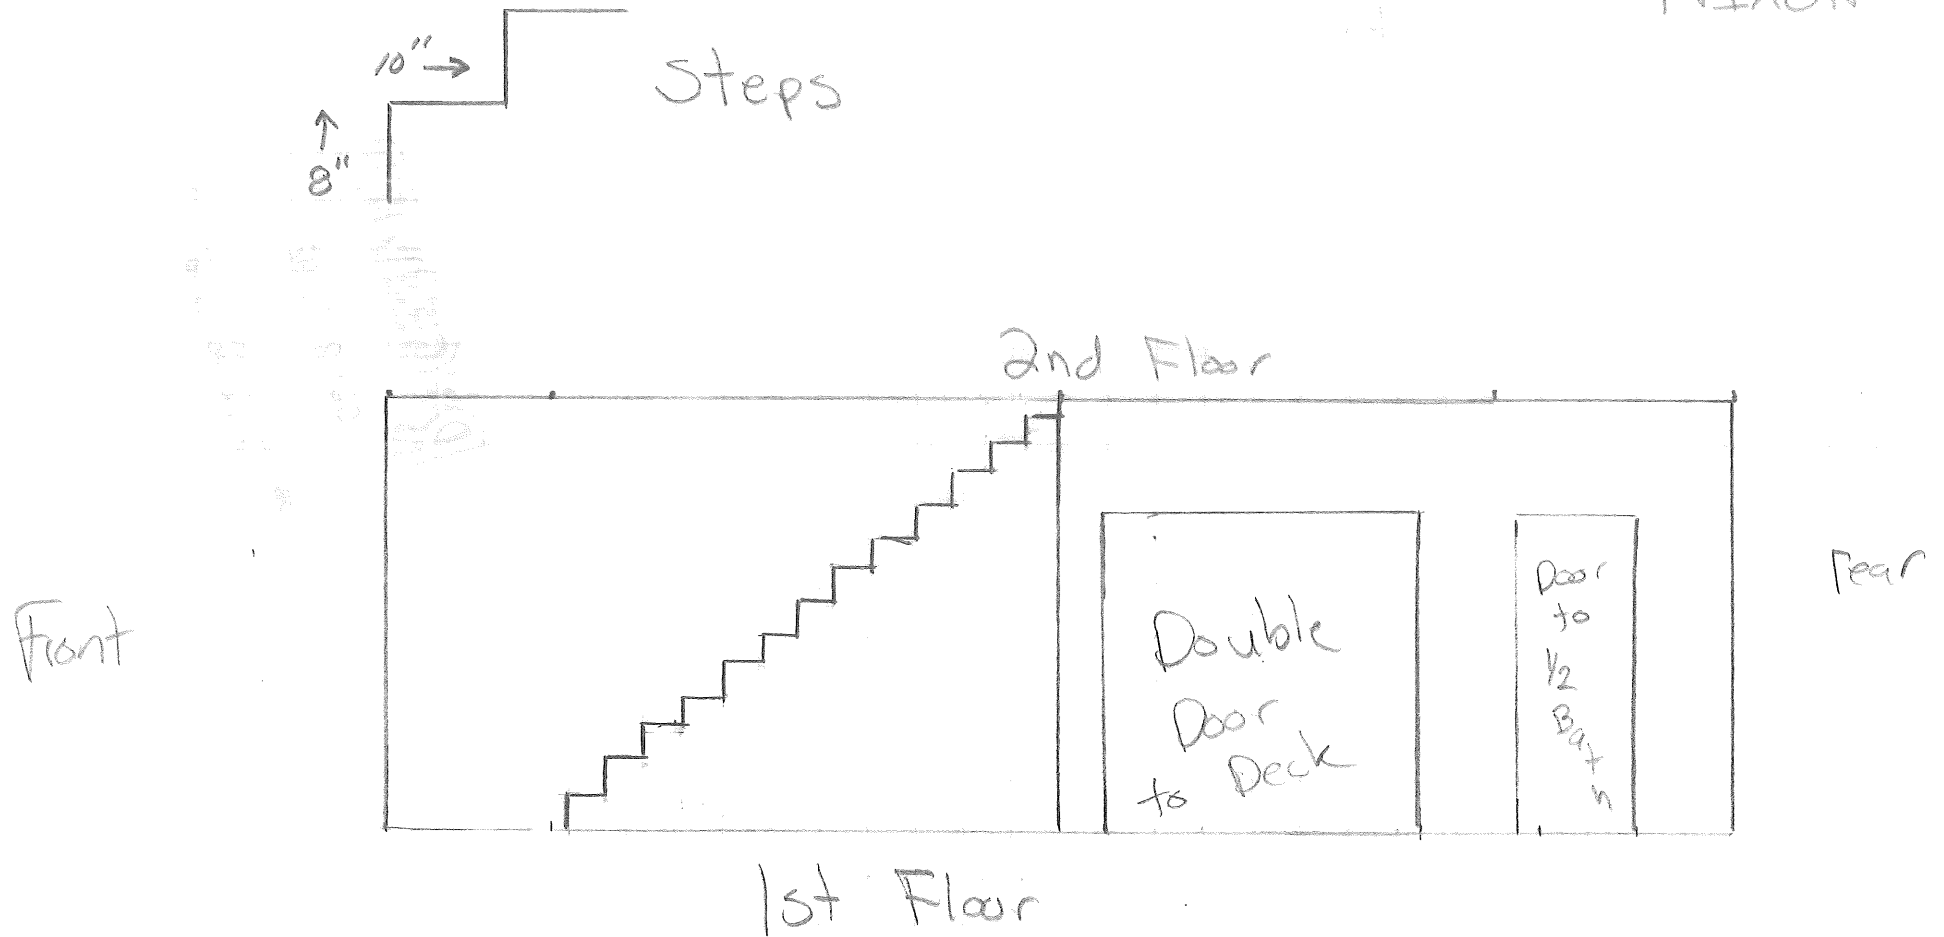 10" →
Steps
8"
2nd Floor
Front
rear
Double
Door
to Deck
Door
to
1/2
Bath
1st Floor